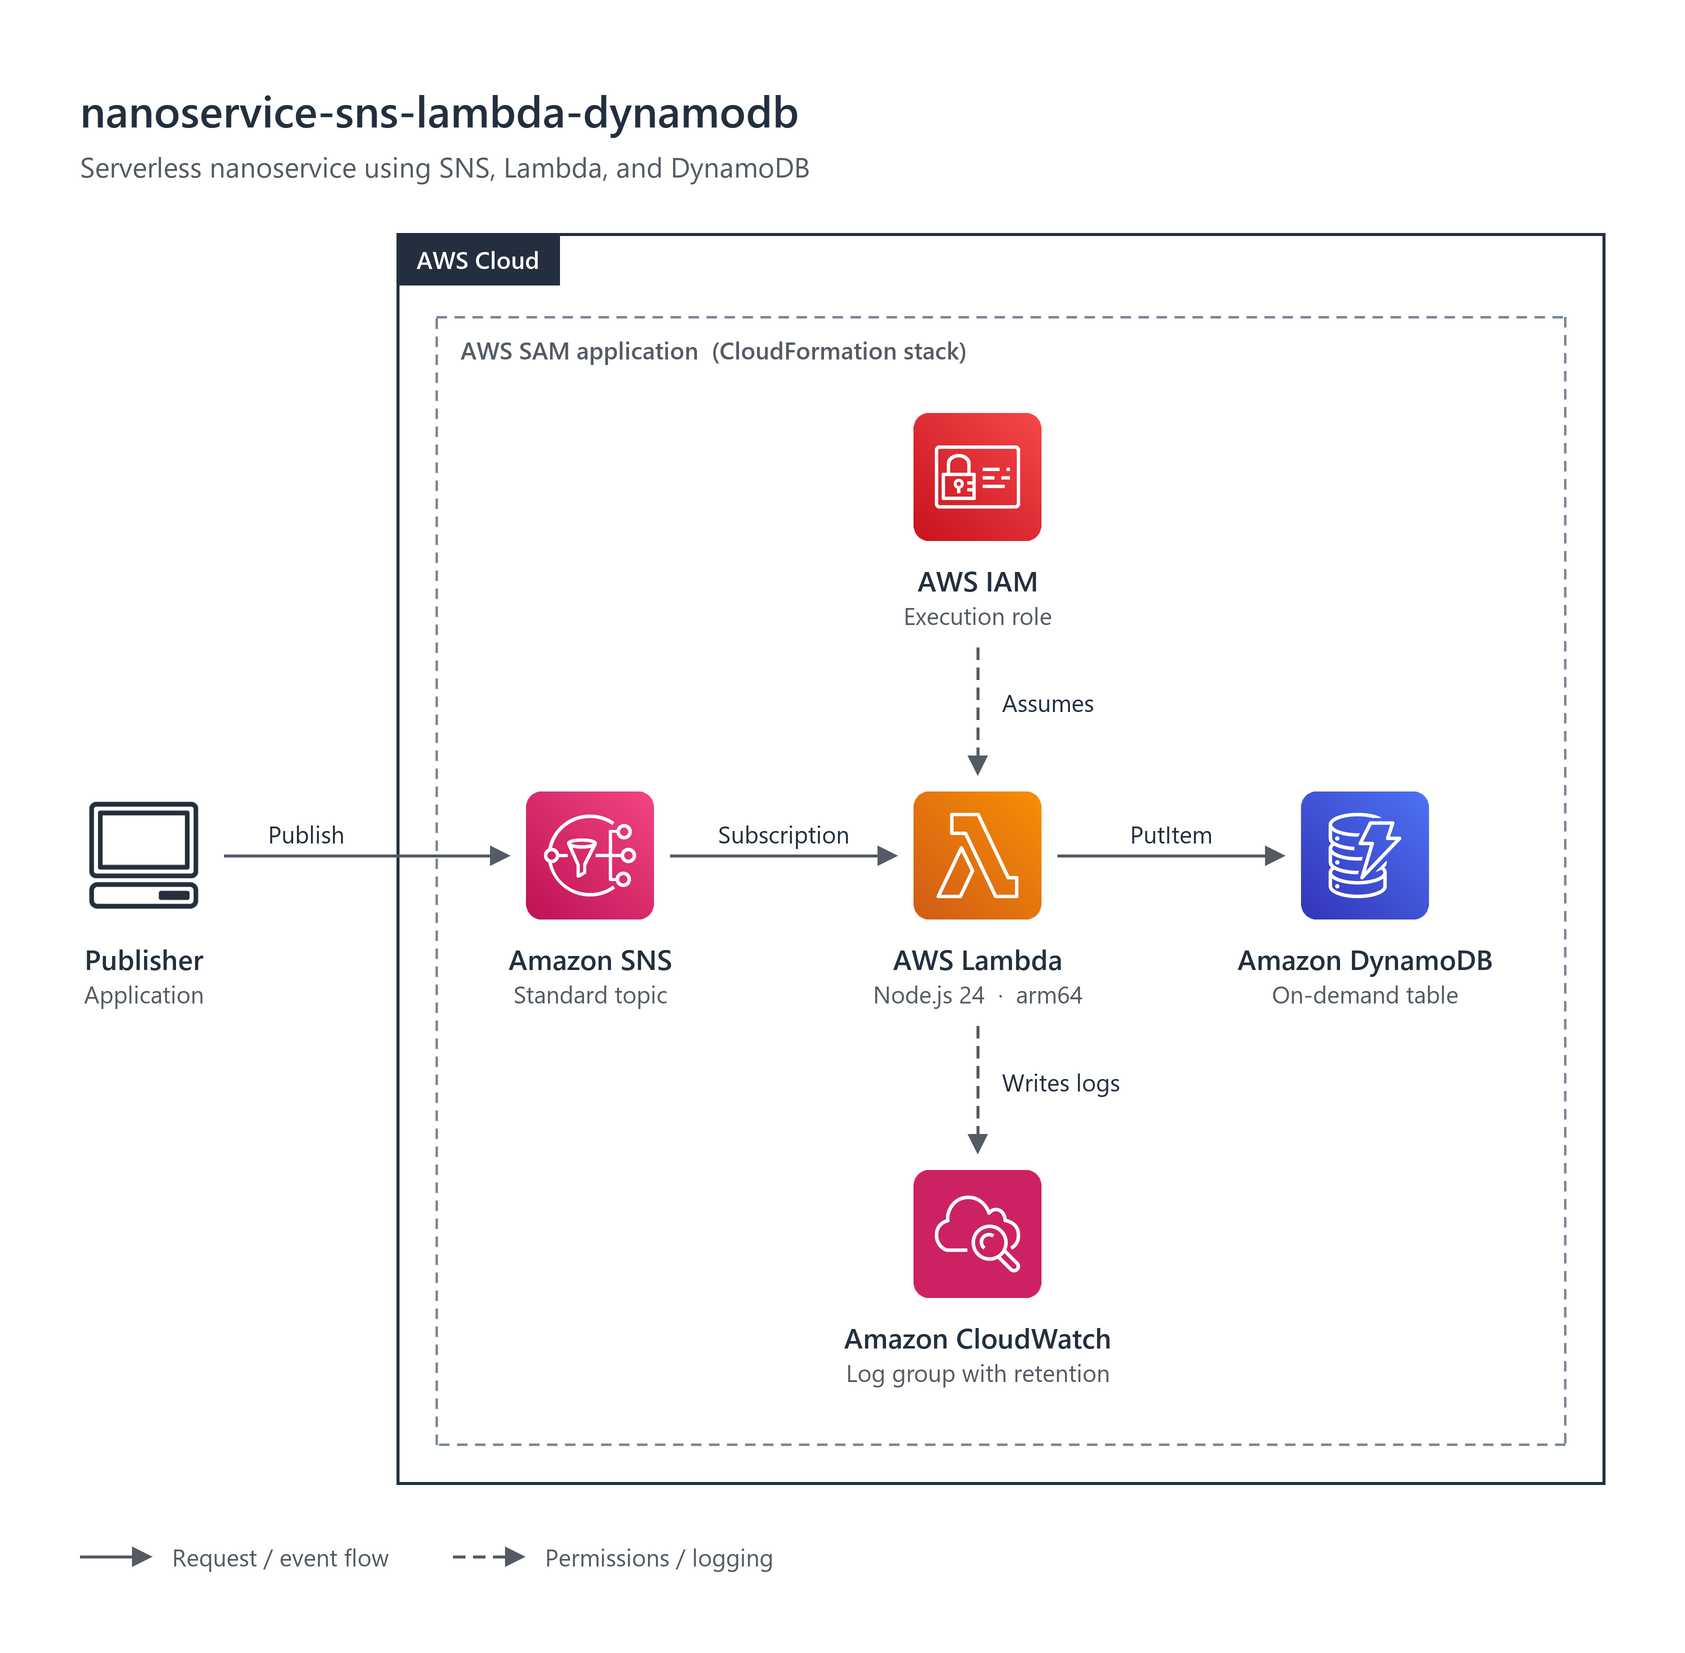 nanoservice-sns-lambda-dynamodb
Serverless nanoservice using SNS, Lambda, and DynamoDB
AWS Cloud
AWS SAM application (CloudFormation stack)
AWS IAM
Execution role
Assumes
Publish
Subscription
PutItem
Publisher
Application
Amazon SNS
Standard topic
AWS Lambda
Node.js 24 · arm64
Amazon DynamoDB
On-demand table
Writes logs
Amazon CloudWatch
Log group with retention
Request / event flow
Permissions / logging